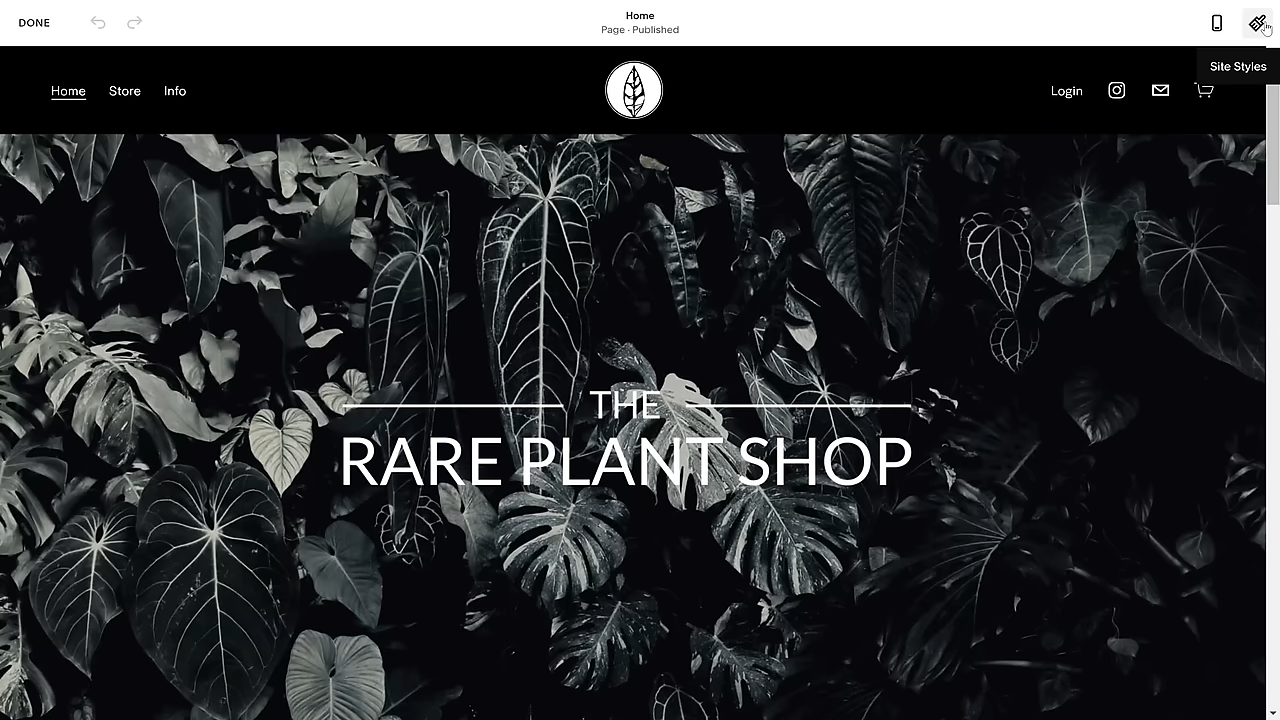 DONE
Home
Page · Published
Site Styles
Home
Store
Info
Login
THE
RARE PLANT SHOP